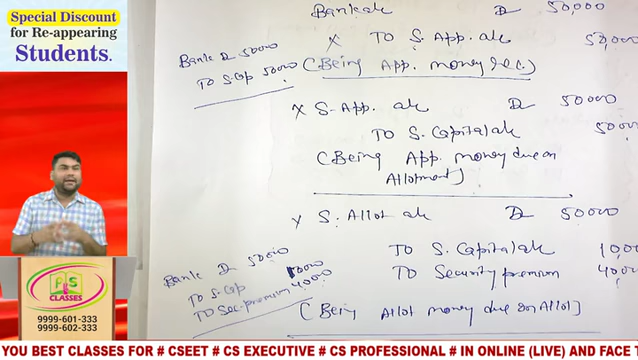 Special Discount
for Re-appearing
Students.
PS
CLASSES
9999-601-333
9999-602-333
Bank a/c Dr 50,000
X To S. App. a/c 50,000
(Being App. money rec.)
Bank Dr 50000
To S. Cap 50000
X S. App. a/c Dr 50000
To S. Capital a/c 50000
(Being App. money due on
Allotment)
X S. Allot a/c Dr 50000
To S. Capital a/c 10,00
To Security premium 4000
(Being Allot money due on Allot)
Bank Dr 50000
To S. Cap 10000
To Sec. premium 40000
YOU BEST CLASSES FOR # CSEET # CS EXECUTIVE # CS PROFESSIONAL # IN ONLINE (LIVE) AND FACE T